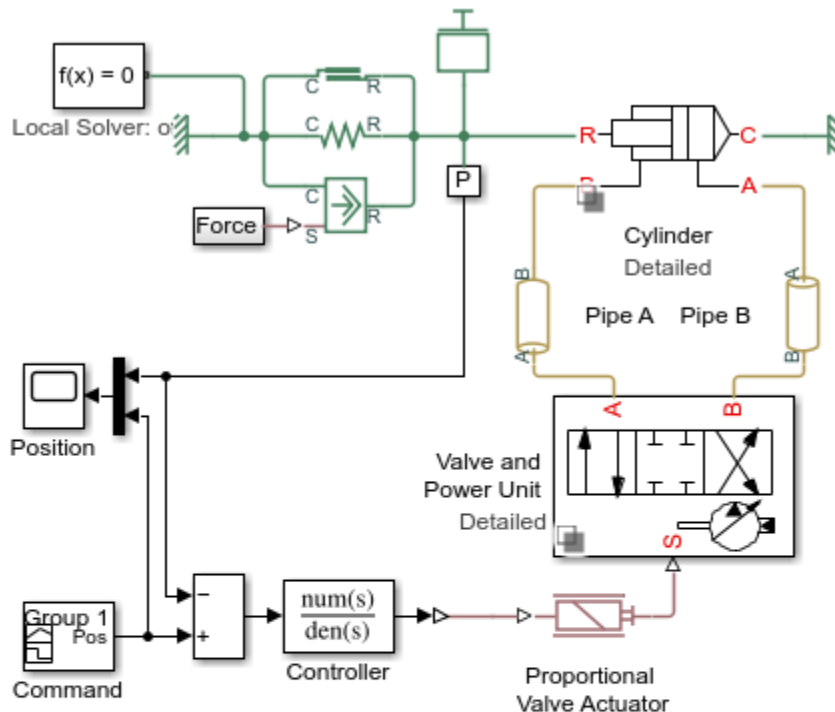 f(x) = 0
Local Solver: o
C
R
C
R
C
R
S
Force
P
R
C
A
Cylinder
Detailed
B
A
Pipe A
Pipe B
A
B
A
B
Position
Valve and
Power Unit
Detailed
S
Group 1
Pos
Command
−
+
num(s)
den(s)
Controller
Proportional
Valve Actuator